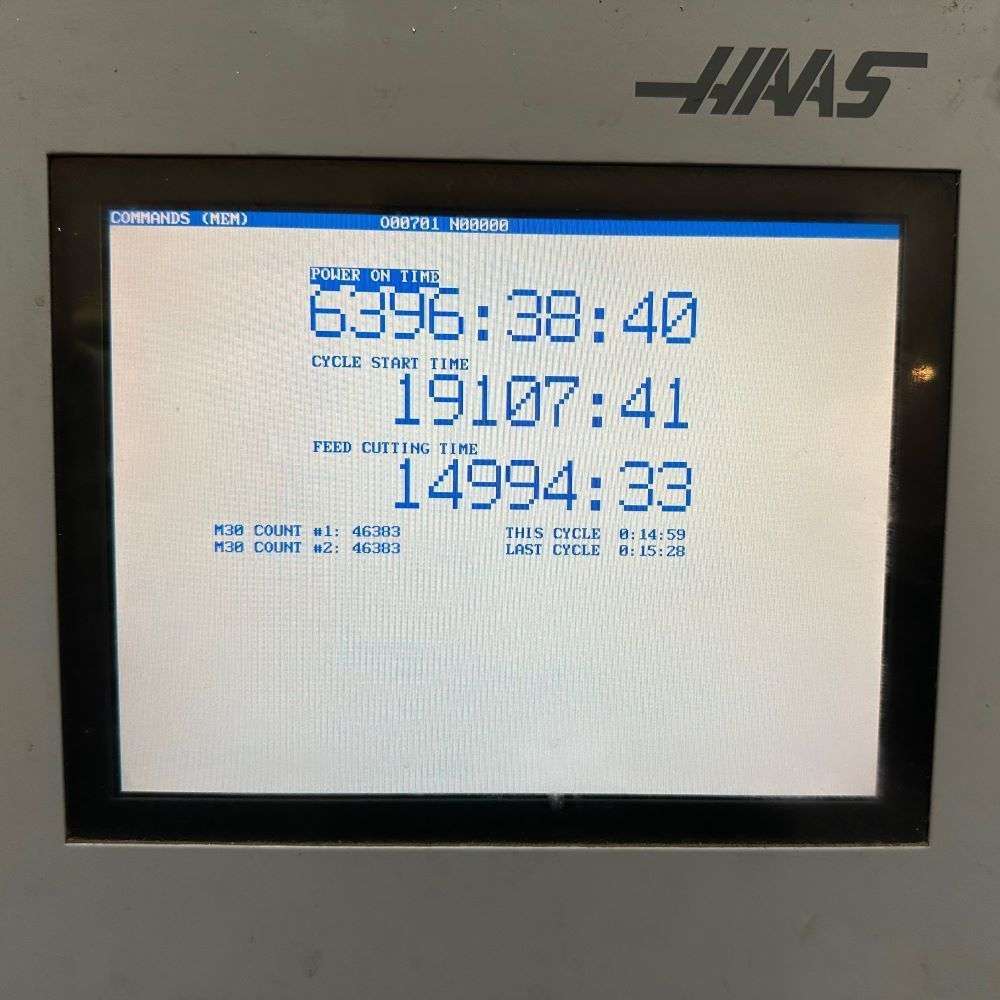 HAAS
COMMANDS (MEM) O00701 N00000
POWER ON TIME
6396:38:40
CYCLE START TIME
19107:41
FEED CUTTING TIME
14994:33
M30 COUNT #1: 46383 THIS CYCLE 0:14:59
M30 COUNT #2: 46383 LAST CYCLE 0:15:28